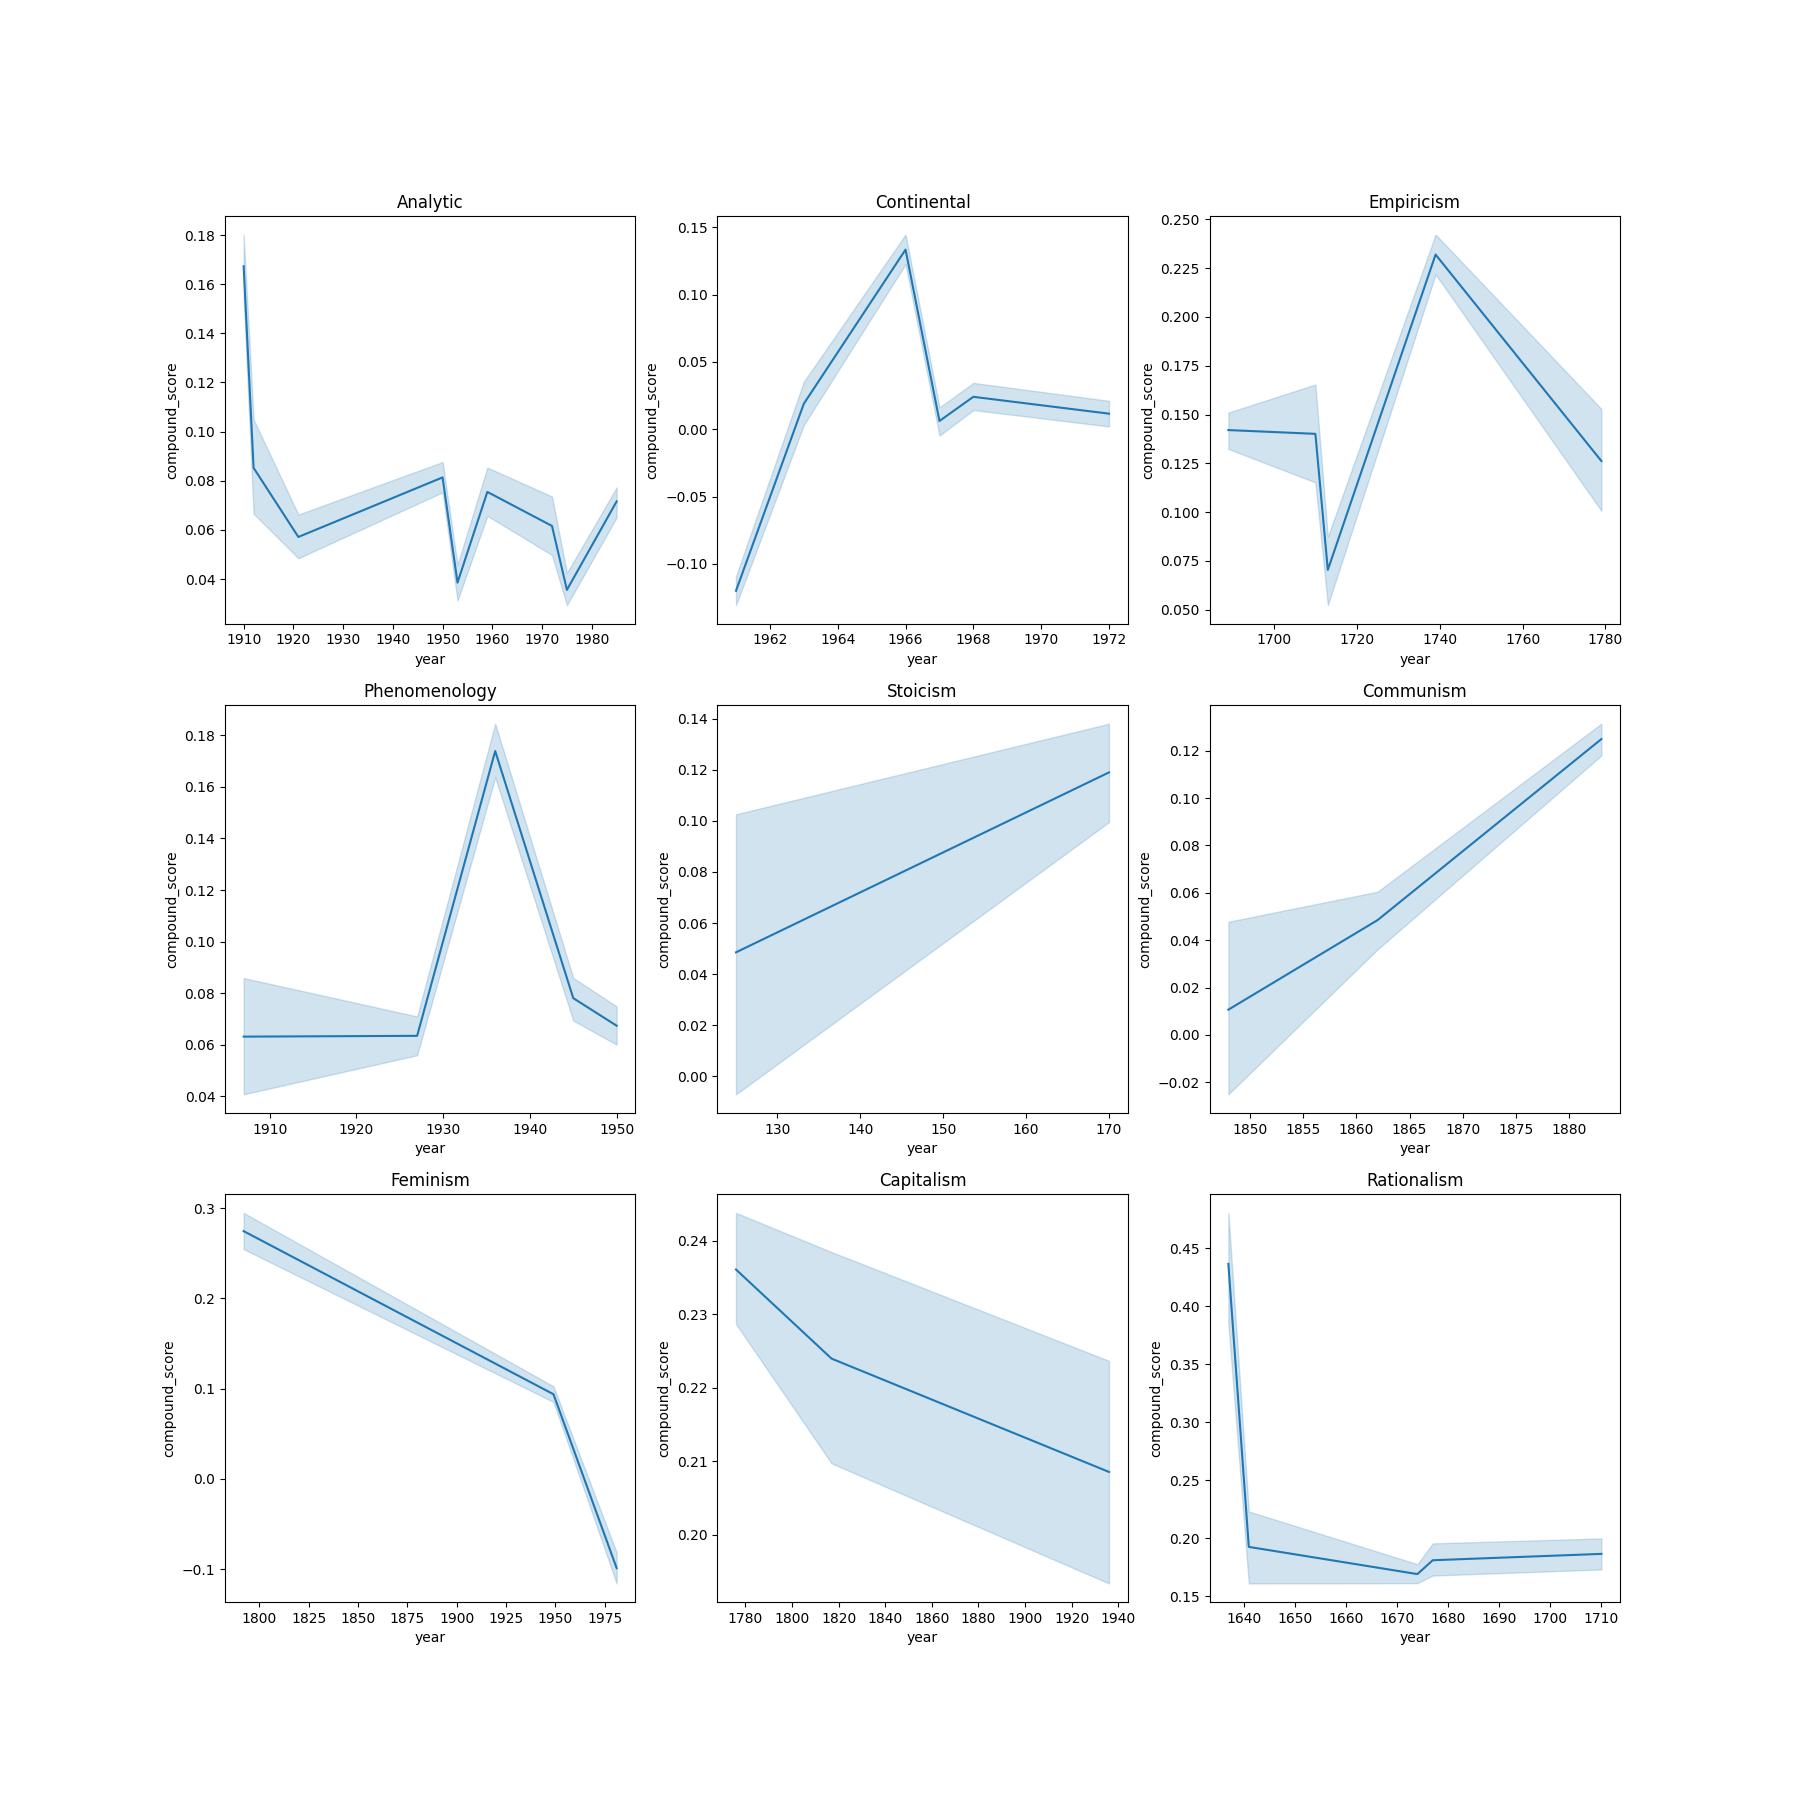 Analytic
compound_score
0.18
0.16
0.14
0.12
0.10
0.08
0.06
0.04
1910 1920 1930 1940 1950 1960 1970 1980
year
Continental
compound_score
0.15
0.10
0.05
0.00
−0.05
−0.10
1962 1964 1966 1968 1970 1972
year
Empiricism
compound_score
0.250
0.225
0.200
0.175
0.150
0.125
0.100
0.075
0.050
1700 1720 1740 1760 1780
year
Phenomenology
compound_score
0.18
0.16
0.14
0.12
0.10
0.08
0.06
0.04
1910 1920 1930 1940 1950
year
Stoicism
compound_score
0.14
0.12
0.10
0.08
0.06
0.04
0.02
0.00
130 140 150 160 170
year
Communism
compound_score
0.12
0.10
0.08
0.06
0.04
0.02
0.00
−0.02
1850 1855 1860 1865 1870 1875 1880
year
Feminism
compound_score
0.3
0.2
0.1
0.0
−0.1
1800 1825 1850 1875 1900 1925 1950 1975
year
Capitalism
compound_score
0.24
0.23
0.22
0.21
0.20
1780 1800 1820 1840 1860 1880 1900 1920 1940
year
Rationalism
compound_score
0.45
0.40
0.35
0.30
0.25
0.20
0.15
1640 1650 1660 1670 1680 1690 1700 1710
year